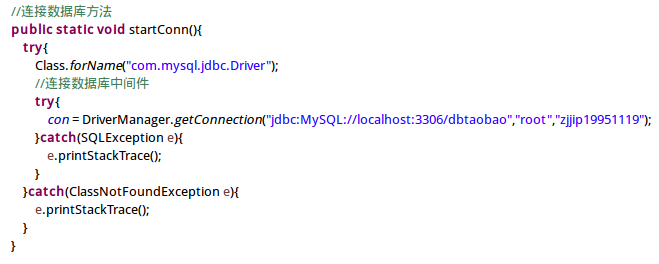 //连接数据库方法
public static void startConn(){
try{
Class.forName("com.mysql.jdbc.Driver");
//连接数据库中间件
try{
con = DriverManager.getConnection("jdbc:MySQL://localhost:3306/dbtaobao","root","zjjip19951119");
}catch(SQLException e){
e.printStackTrace();
}
}catch(ClassNotFoundException e){
e.printStackTrace();
}
}